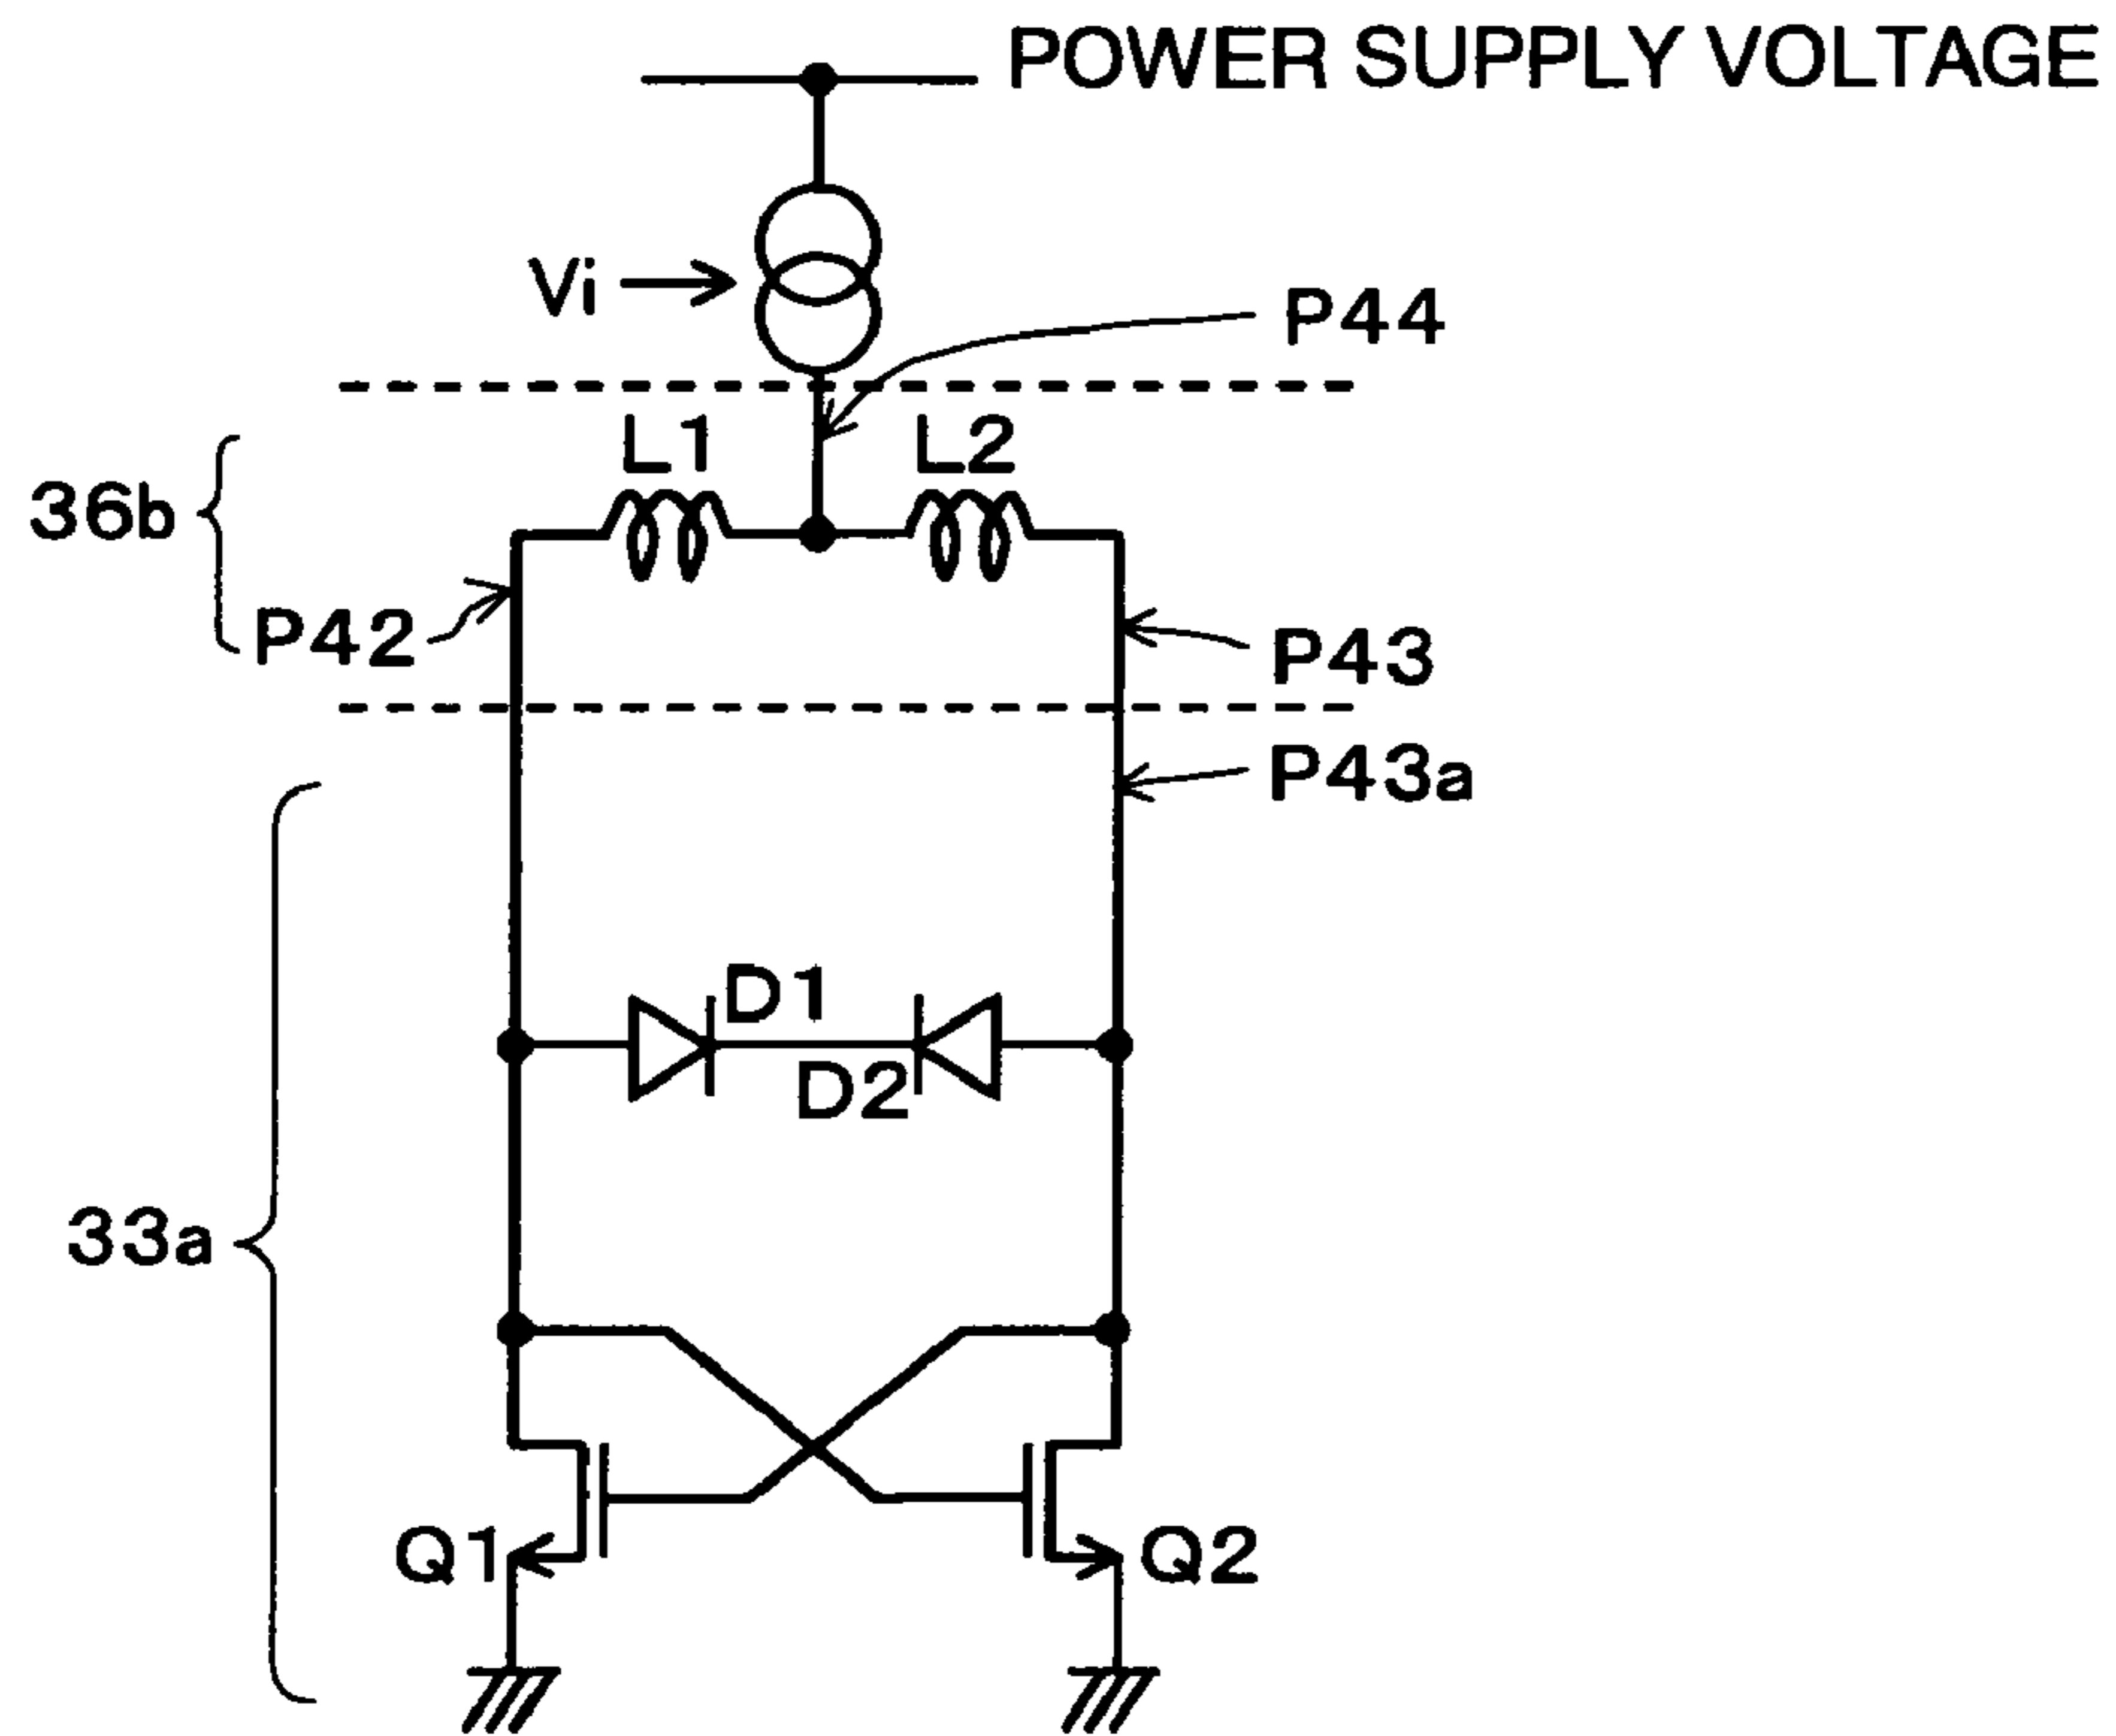 POWER SUPPLY VOLTAGE
Vi
P44
L1
L2
36b
P42
P43
P43a
D1
D2
33a
Q1
Q2